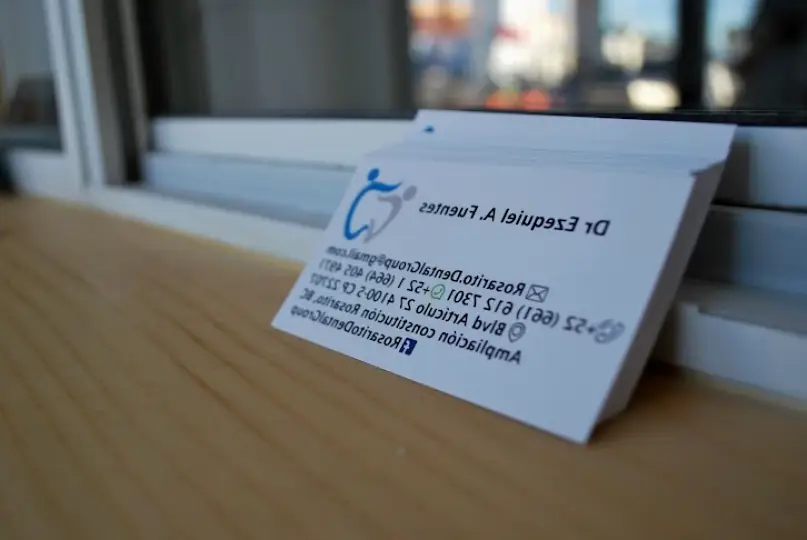 Dr Ezequiel A. Fuentes
Rosarito.DentalGroup@gmail.com
+52 (661) 612 7301 +52 1 (664) 405 4971
Blvd Artículo 27 4100-5 CP 22707
Ampliación constitución Rosarito, BC.
RosaritoDentalGroup